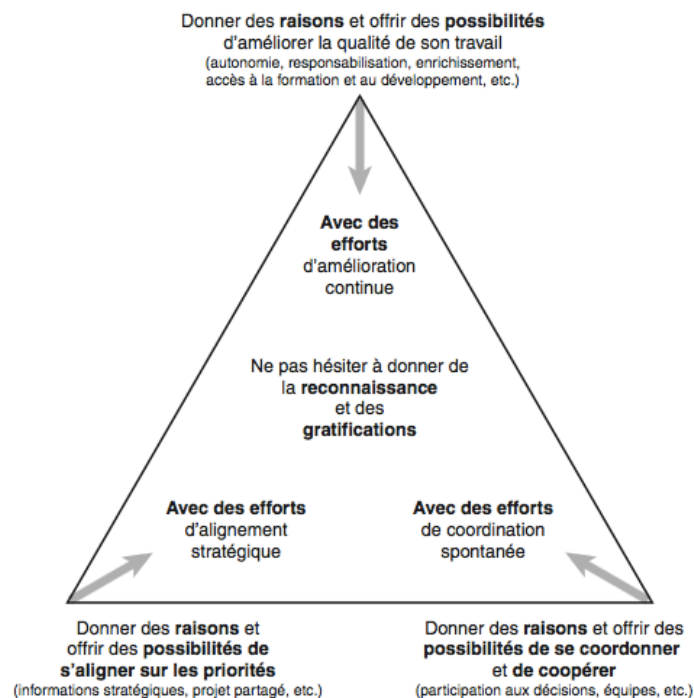 Donner des raisons et offrir des possibilités
d'améliorer la qualité de son travail
(autonomie, responsabilisation, enrichissement,
accès à la formation et au développement, etc.)
Avec des
efforts
d'amélioration
continue
Ne pas hésiter à donner de
la reconnaissance
et des
gratifications
Avec des efforts
d'alignement
stratégique
Avec des efforts
de coordination
spontanée
Donner des raisons et
offrir des possibilités de
s'aligner sur les priorités
(informations stratégiques, projet partagé, etc.)
Donner des raisons et offrir des
possibilités de se coordonner
et de coopérer
(participation aux décisions, équipes, etc.)